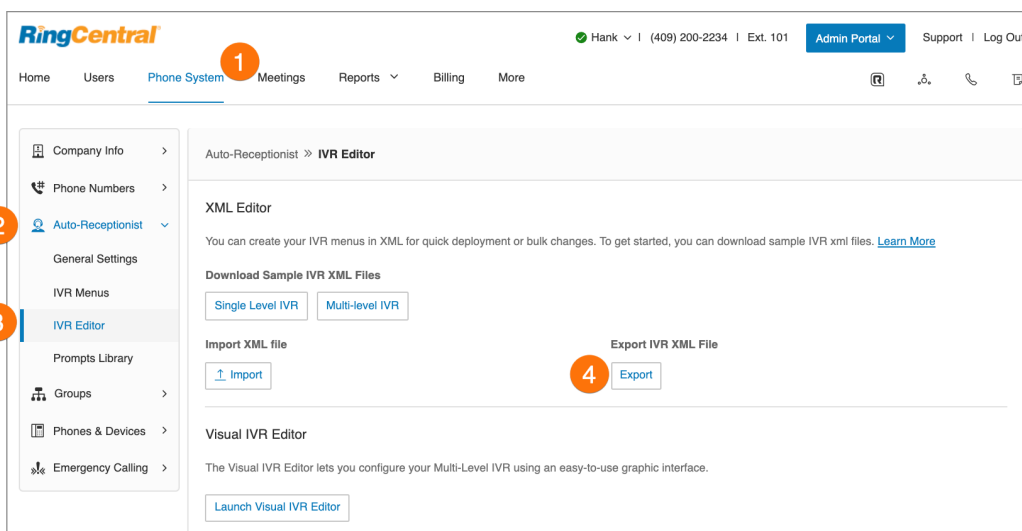 RingCentral
Hank | (409) 200-2234 | Ext. 101 Admin Portal Support | Log Out
1
Home Users Phone System Meetings Reports Billing More
Company Info
Auto-Receptionist » IVR Editor
Phone Numbers
XML Editor
2 Auto-Receptionist
You can create your IVR menus in XML for quick deployment or bulk changes. To get started, you can download sample IVR xml files. Learn More
General Settings
Download Sample IVR XML Files
IVR Menus
Single Level IVR Multi-level IVR
3 IVR Editor
Import XML file Export IVR XML File
Prompts Library
Import 4 Export
Groups
Phones & Devices
Visual IVR Editor
Emergency Calling
The Visual IVR Editor lets you configure your Multi-Level IVR using an easy-to-use graphic interface.
Launch Visual IVR Editor